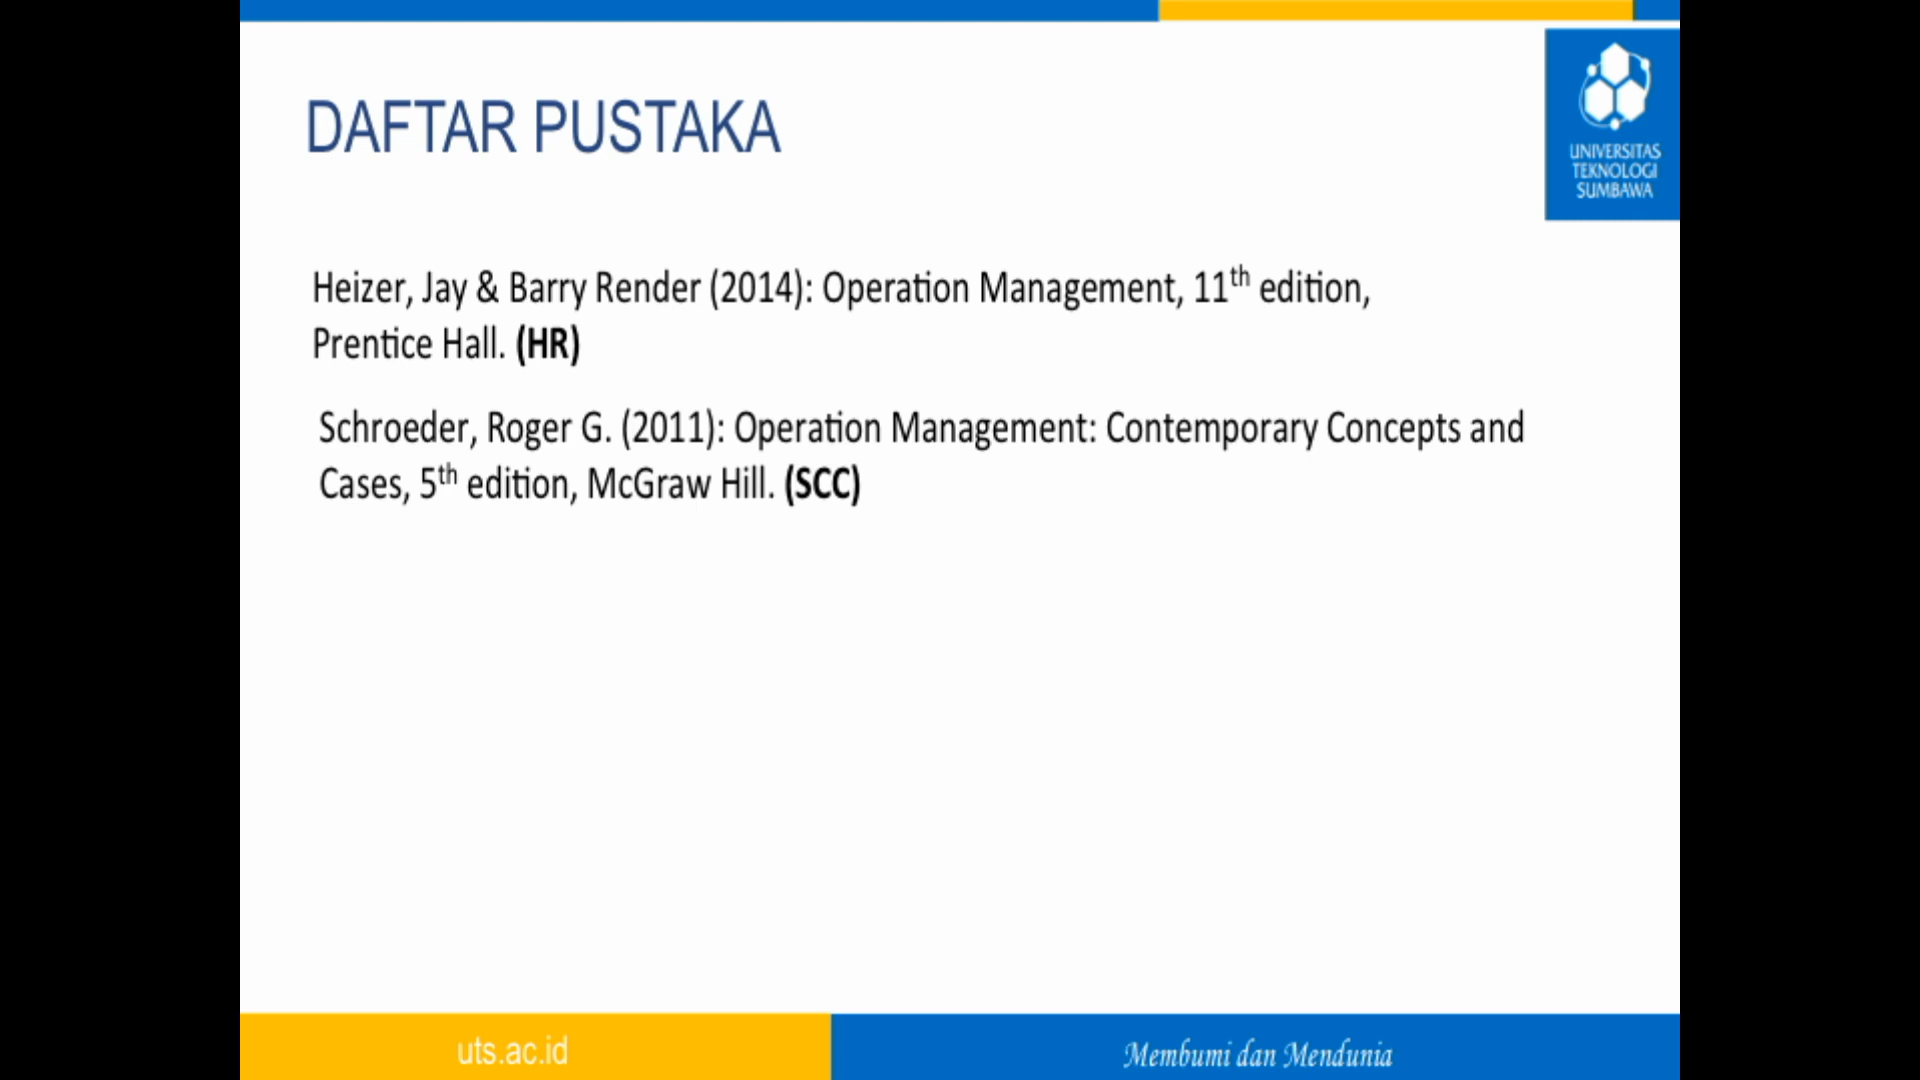 DAFTAR PUSTAKA
UNIVERSITAS
TEKNOLOGI
SUMBAWA
Heizer, Jay & Barry Render (2014): Operation Management, 11th edition,
Prentice Hall. (HR)
Schroeder, Roger G. (2011): Operation Management: Contemporary Concepts and
Cases, 5th edition, McGraw Hill. (SCC)
uts.ac.id
Membumi dan Mendunia